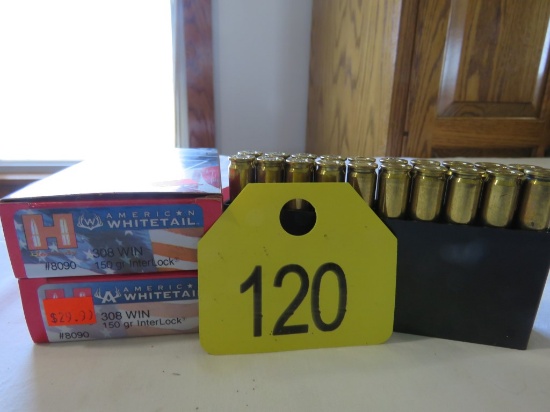 H
AMERICAN
WHITETAIL
308 WIN
#8090 150 gr InterLock
H
AMERICAN
WHITETAIL
308 WIN
150 gr InterLock
#8090
120